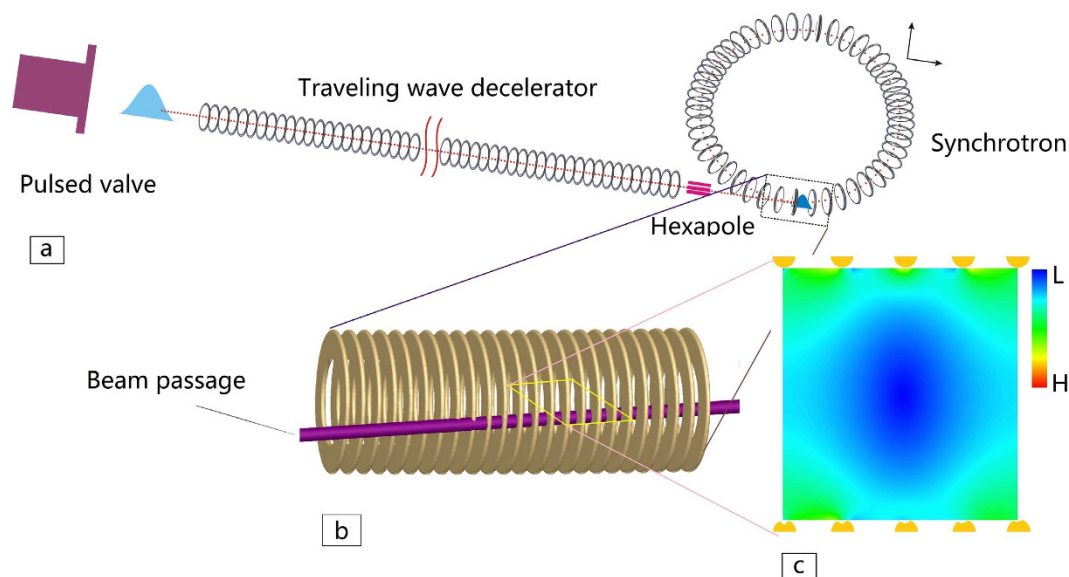 Traveling wave decelerator
Synchrotron
Pulsed valve
Hexapole
a
L
H
Beam passage
b
c